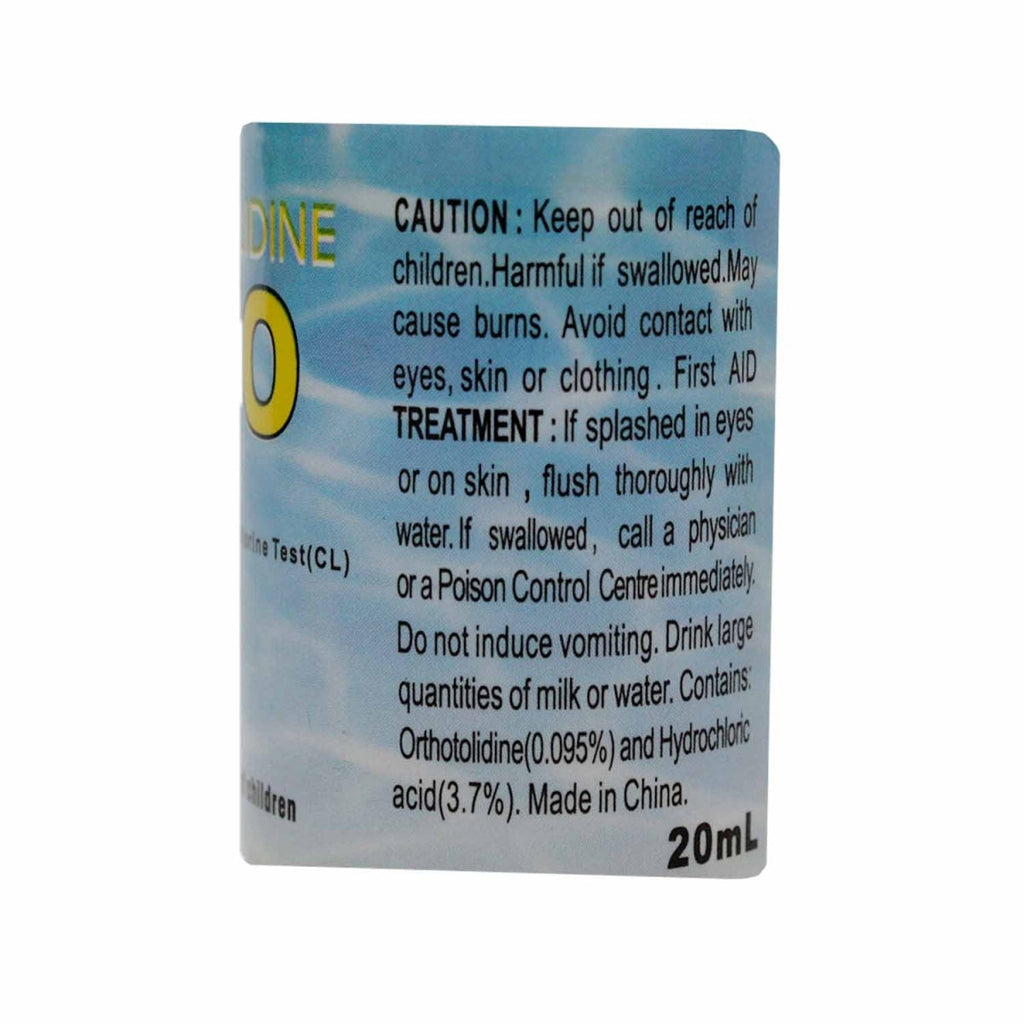 CAUTION : Keep out of reach of
children.Harmful if swallowed.May
cause burns. Avoid contact with
eyes, skin or clothing. First AID
TREATMENT : If splashed in eyes
or on skin , flush thoroughly with
water. If swallowed, call a physician
or a Poison Control Centre immediately.
Do not induce vomiting. Drink large
quantities of milk or water. Contains:
Orthotolidine(0.095%) and Hydrochloric
acid(3.7%). Made in China.
20mL
DINE
O
Test(CL)
children